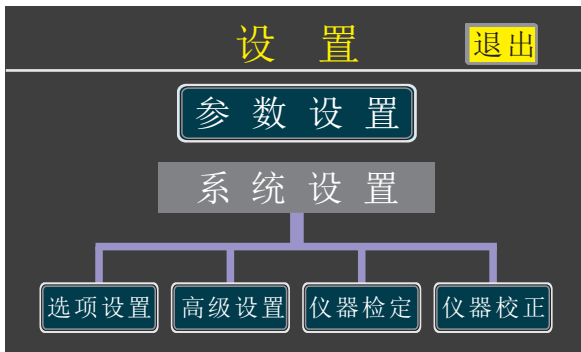 设 置 退出
参 数 设 置
系 统 设 置
选项设置 高级设置 仪器检定 仪器校正